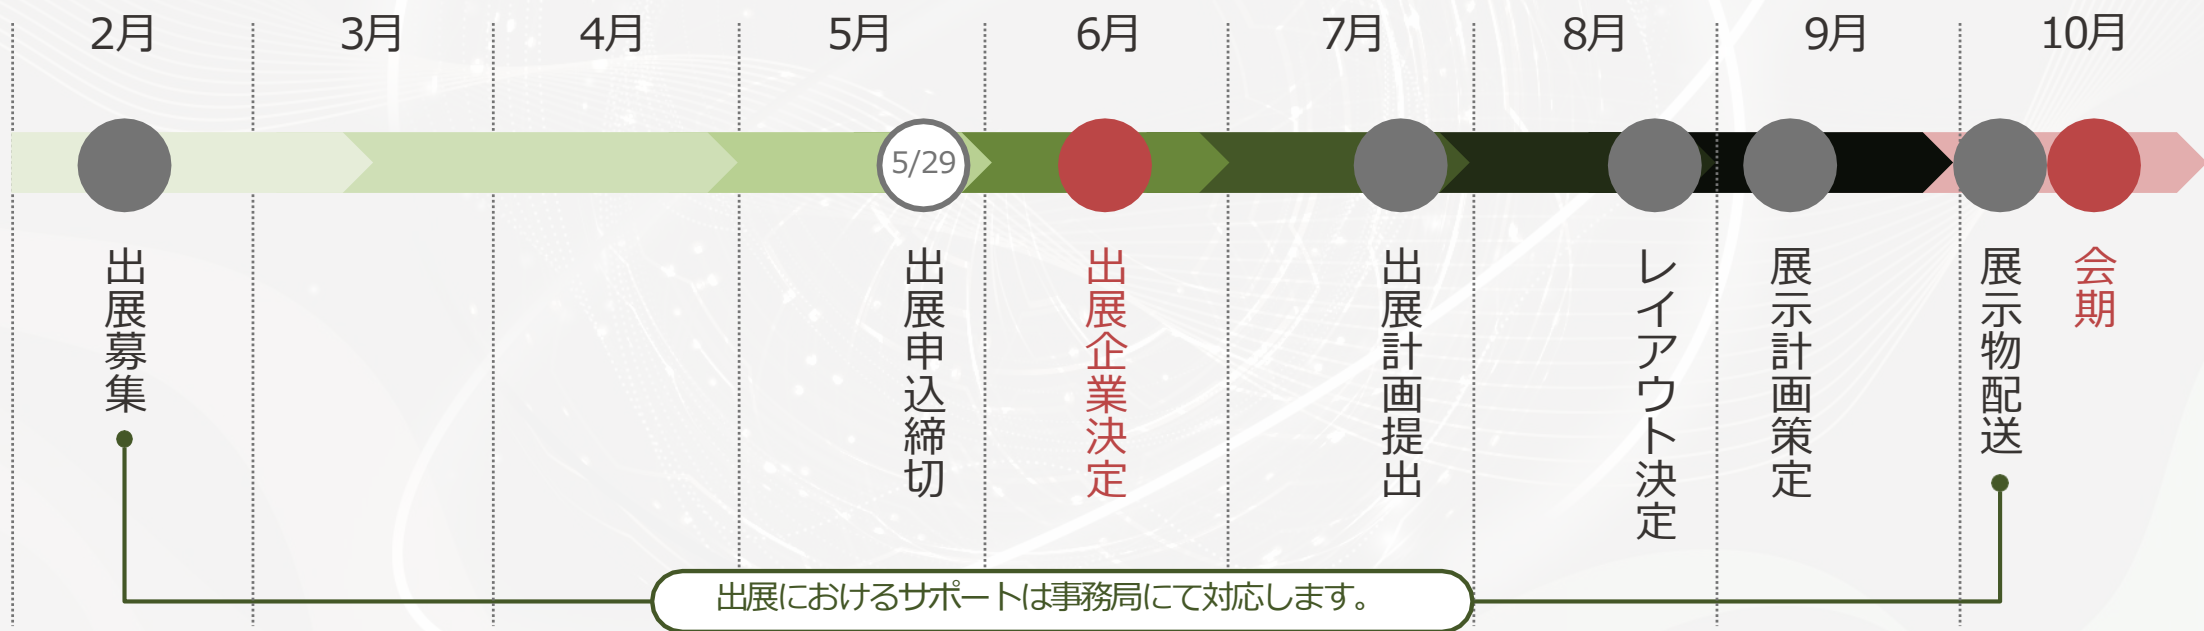 2月
3月
4月
5月
6月
7月
8月
9月
10月
5/29
出展募集
出展申込締切
出展企業決定
出展計画提出
レイアウト決定
展示計画策定
展示物配送
会期
出展におけるサポートは事務局にて対応します。